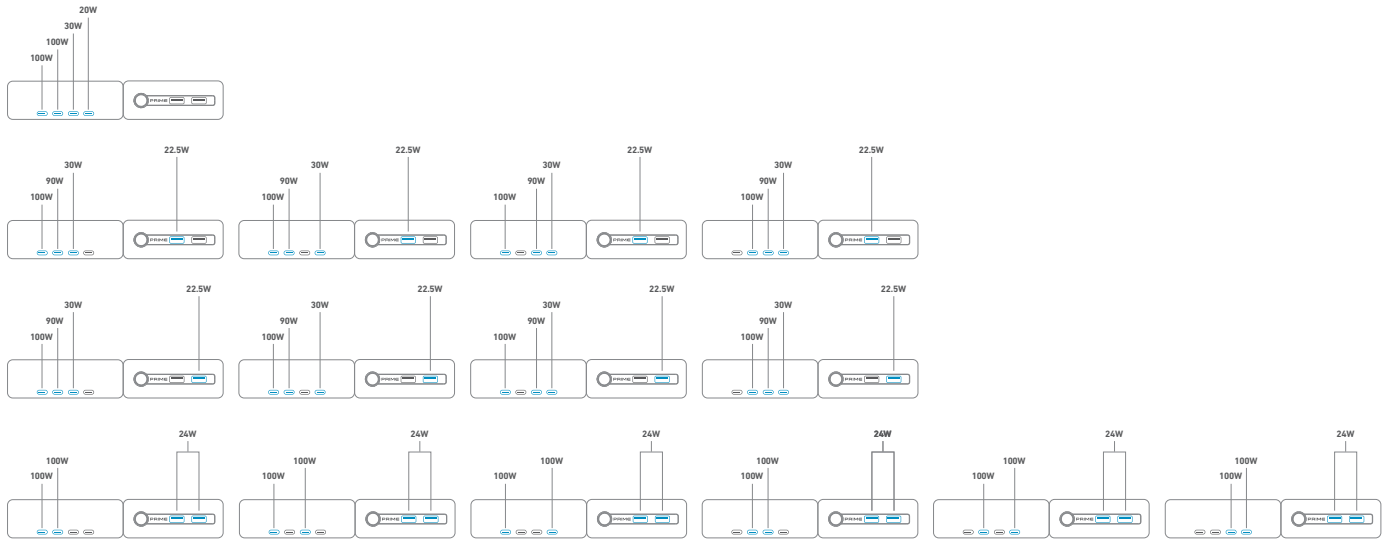 20W
30W
100W
100W
PRIME
22.5W 22.5W 22.5W 22.5W
30W 30W 30W 30W
90W 90W 90W 90W
100W 100W 100W 100W
PRIME PRIME PRIME PRIME
22.5W 22.5W 22.5W 22.5W
30W 30W 30W 30W
90W 90W 90W 90W
100W 100W 100W 100W
PRIME PRIME PRIME PRIME
24W 24W 24W 24W 24W 24W
100W 100W 100W 100W 100W 100W
100W 100W 100W 100W 100W 100W
PRIME PRIME PRIME PRIME PRIME PRIME